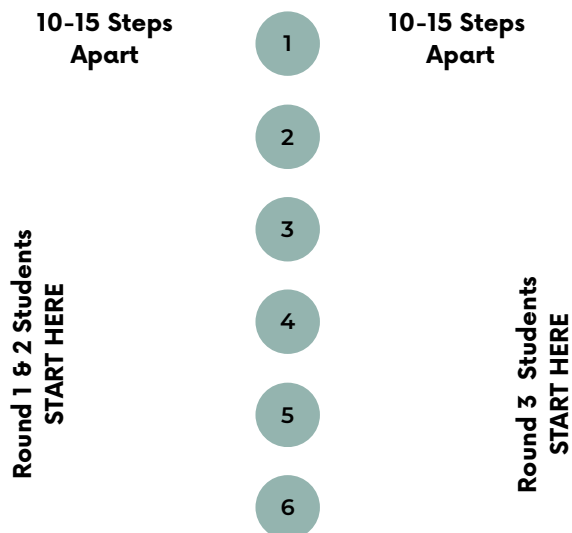 10-15 Steps
Apart
10-15 Steps
Apart
1
2
3
4
5
6
Round 1 & 2 Students
START HERE
Round 3 Students
START HERE